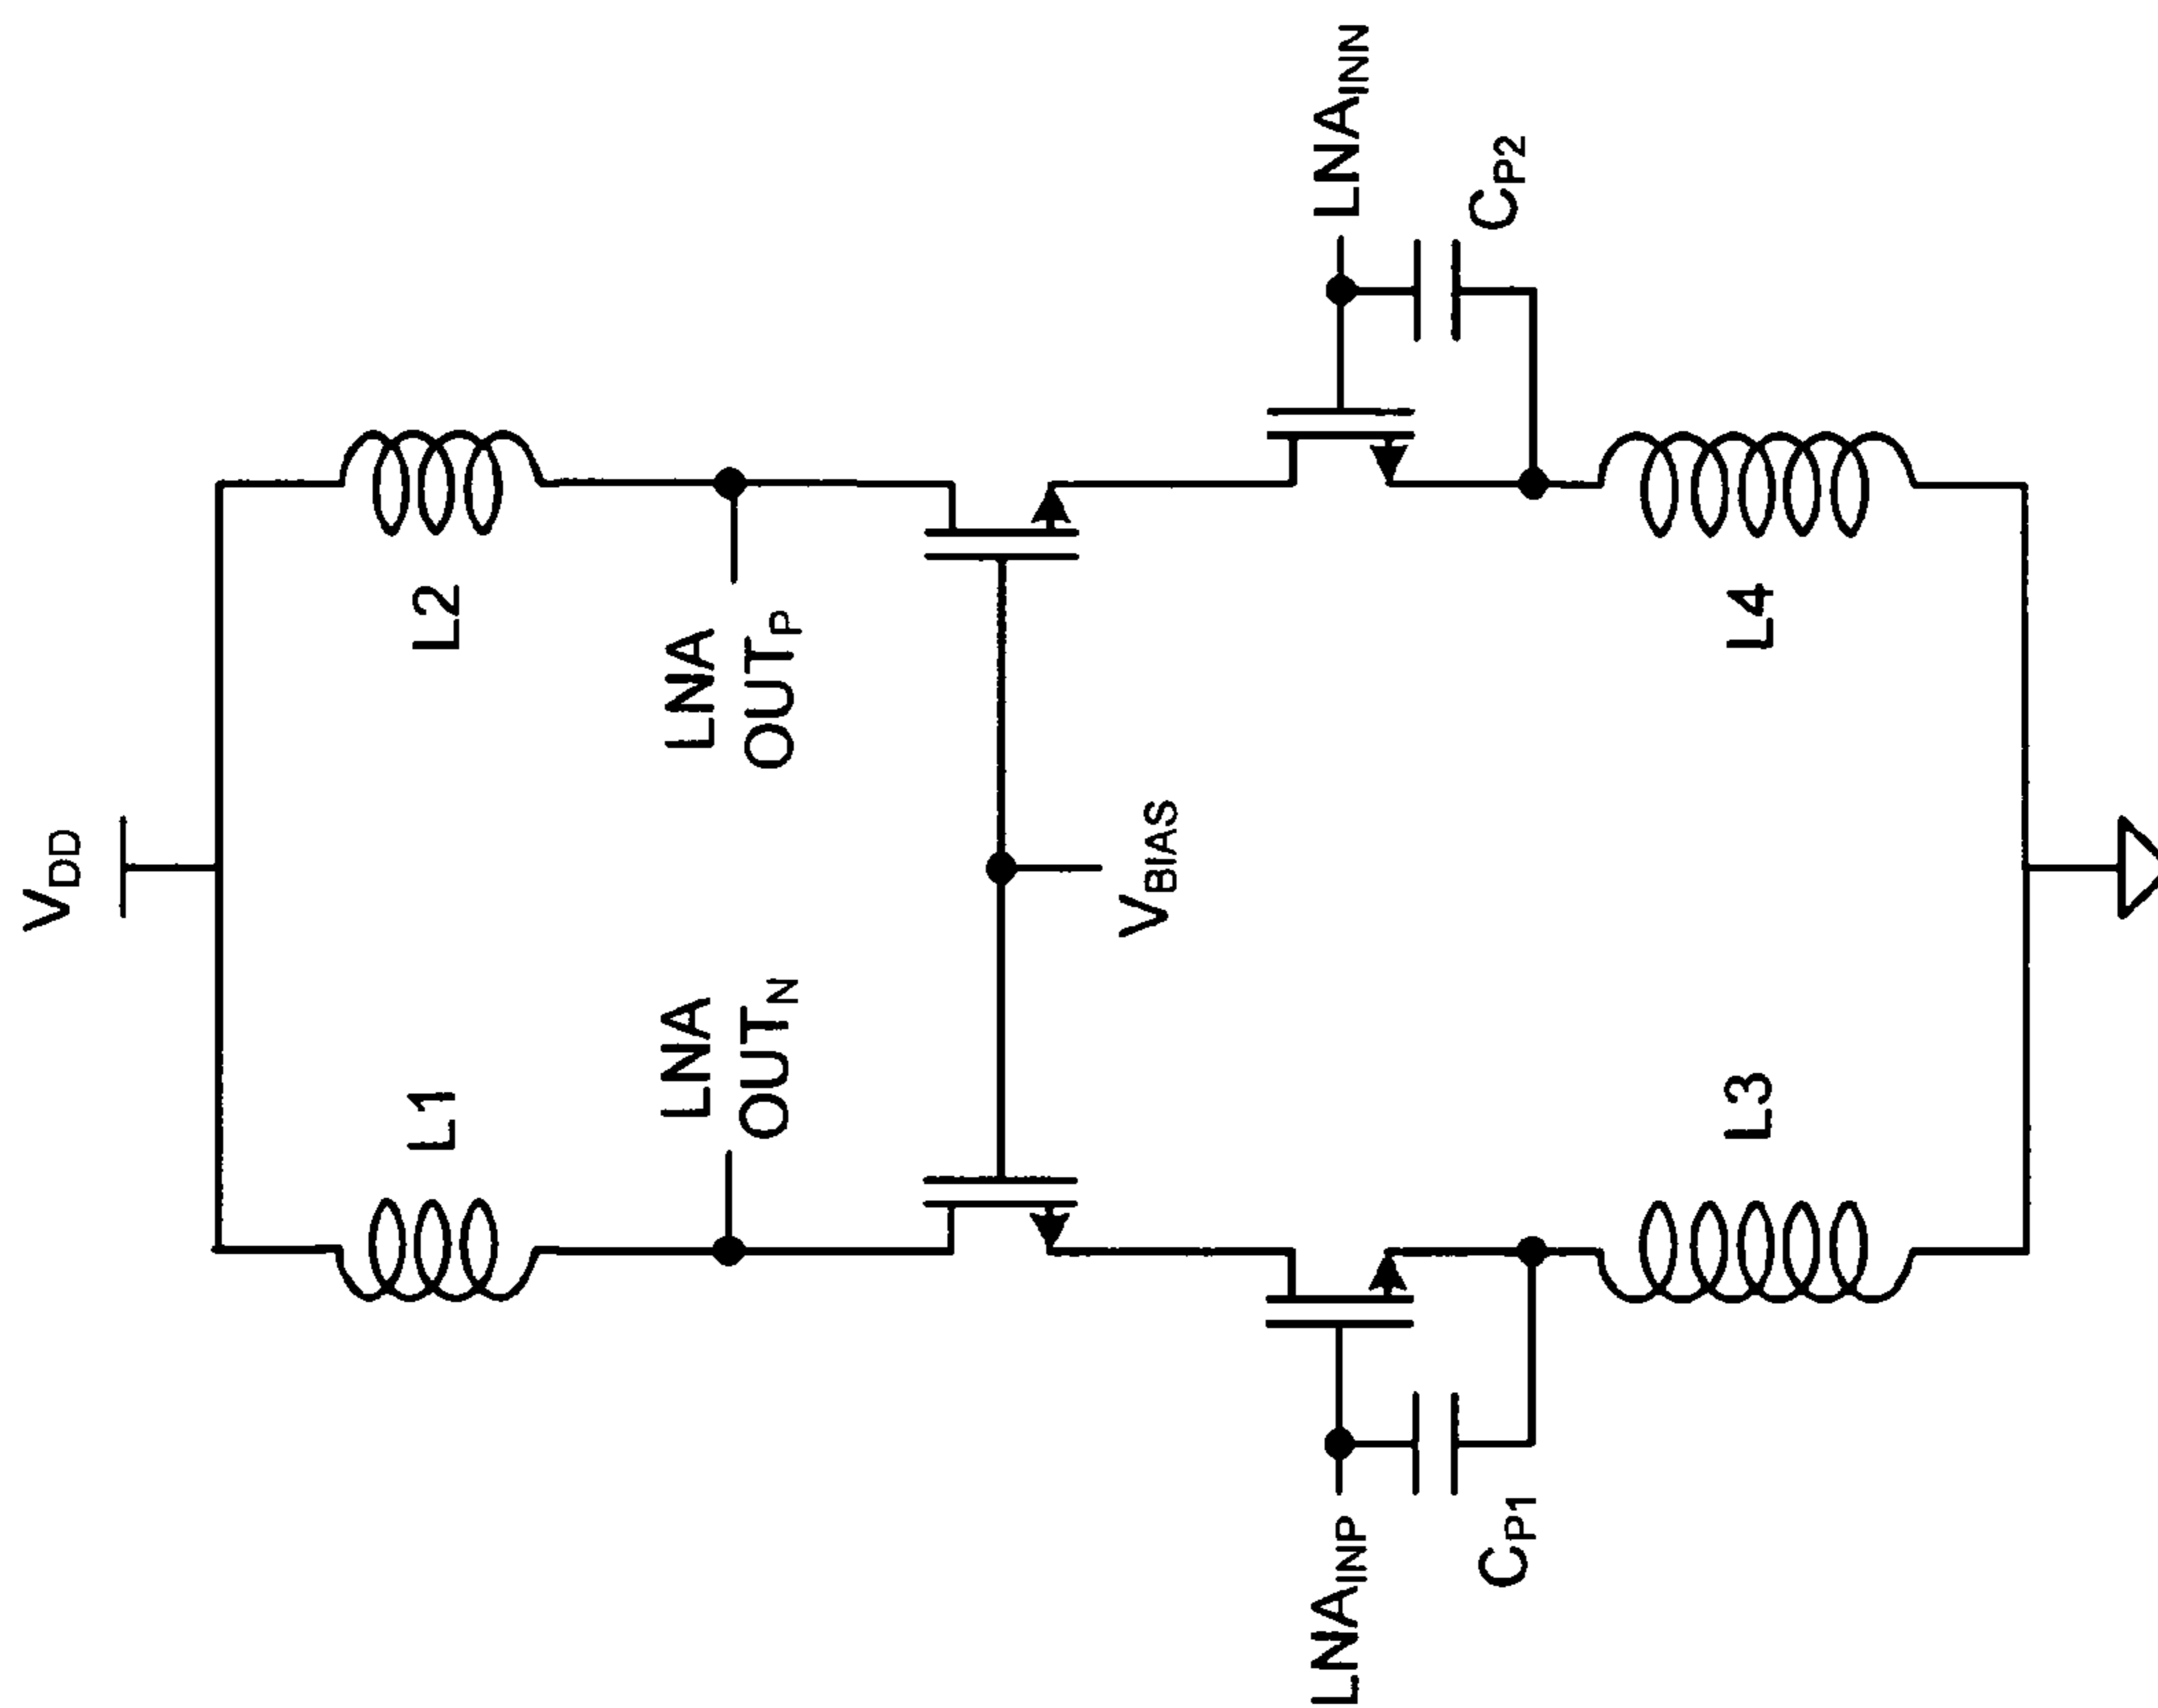 V_DD
L1
L2
LNA
OUT_N
LNA
OUT_P
V_BIAS
LNA_INP
LNA_INN
C_P1
C_P2
L3
L4